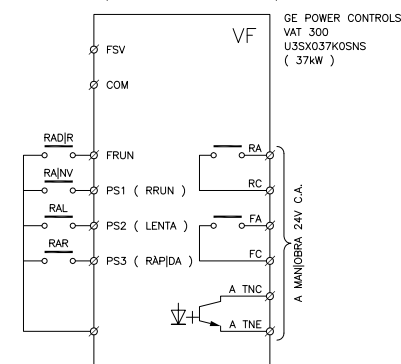 GE POWER CONTROLS
VAT 300
U3SX037K0SNS
( 37kW )
VF
FSV
COM
RAD|R
FRUN
RA
RA|NV
PS1 ( RRUN )
RC
RAL
PS2 ( LENTA )
FA
RAR
PS3 ( RÀP|DA )
FC
A TNC
A TNE
A MAN|OBRA 24V C.A.